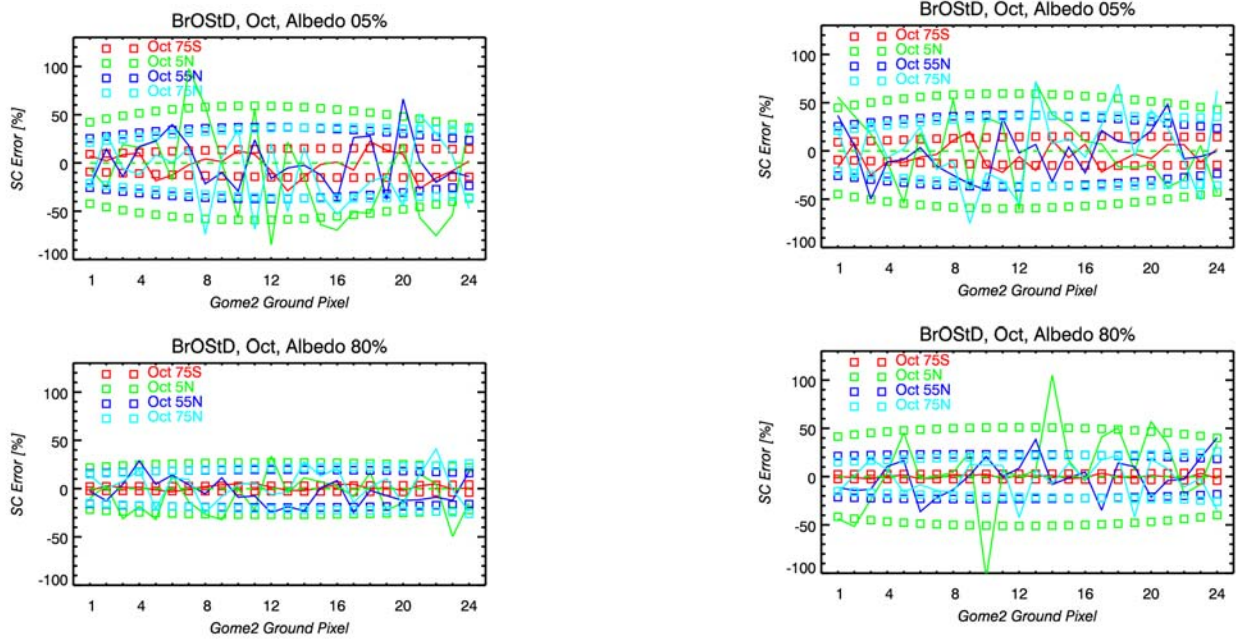 BrOStD, Oct, Albedo 05%
SC Error [%]
100
50
0
-50
-100
Oct 75S
Oct 5N
Oct 55N
Oct 75N
1 4 8 12 16 20 24
Gome2 Ground Pixel
BrOStD, Oct, Albedo 05%
SC Error [%]
100
50
0
-50
-100
Oct 75S
Oct 5N
Oct 55N
Oct 75N
1 4 8 12 16 20 24
Gome2 Ground Pixel
BrOStD, Oct, Albedo 80%
SC Error [%]
100
50
0
-50
-100
Oct 75S
Oct 5N
Oct 55N
Oct 75N
1 4 8 12 16 20 24
Gome2 Ground Pixel
BrOStD, Oct, Albedo 80%
SC Error [%]
100
50
0
-50
-100
Oct 75S
Oct 5N
Oct 55N
Oct 75N
1 4 8 12 16 20 24
Gome2 Ground Pixel